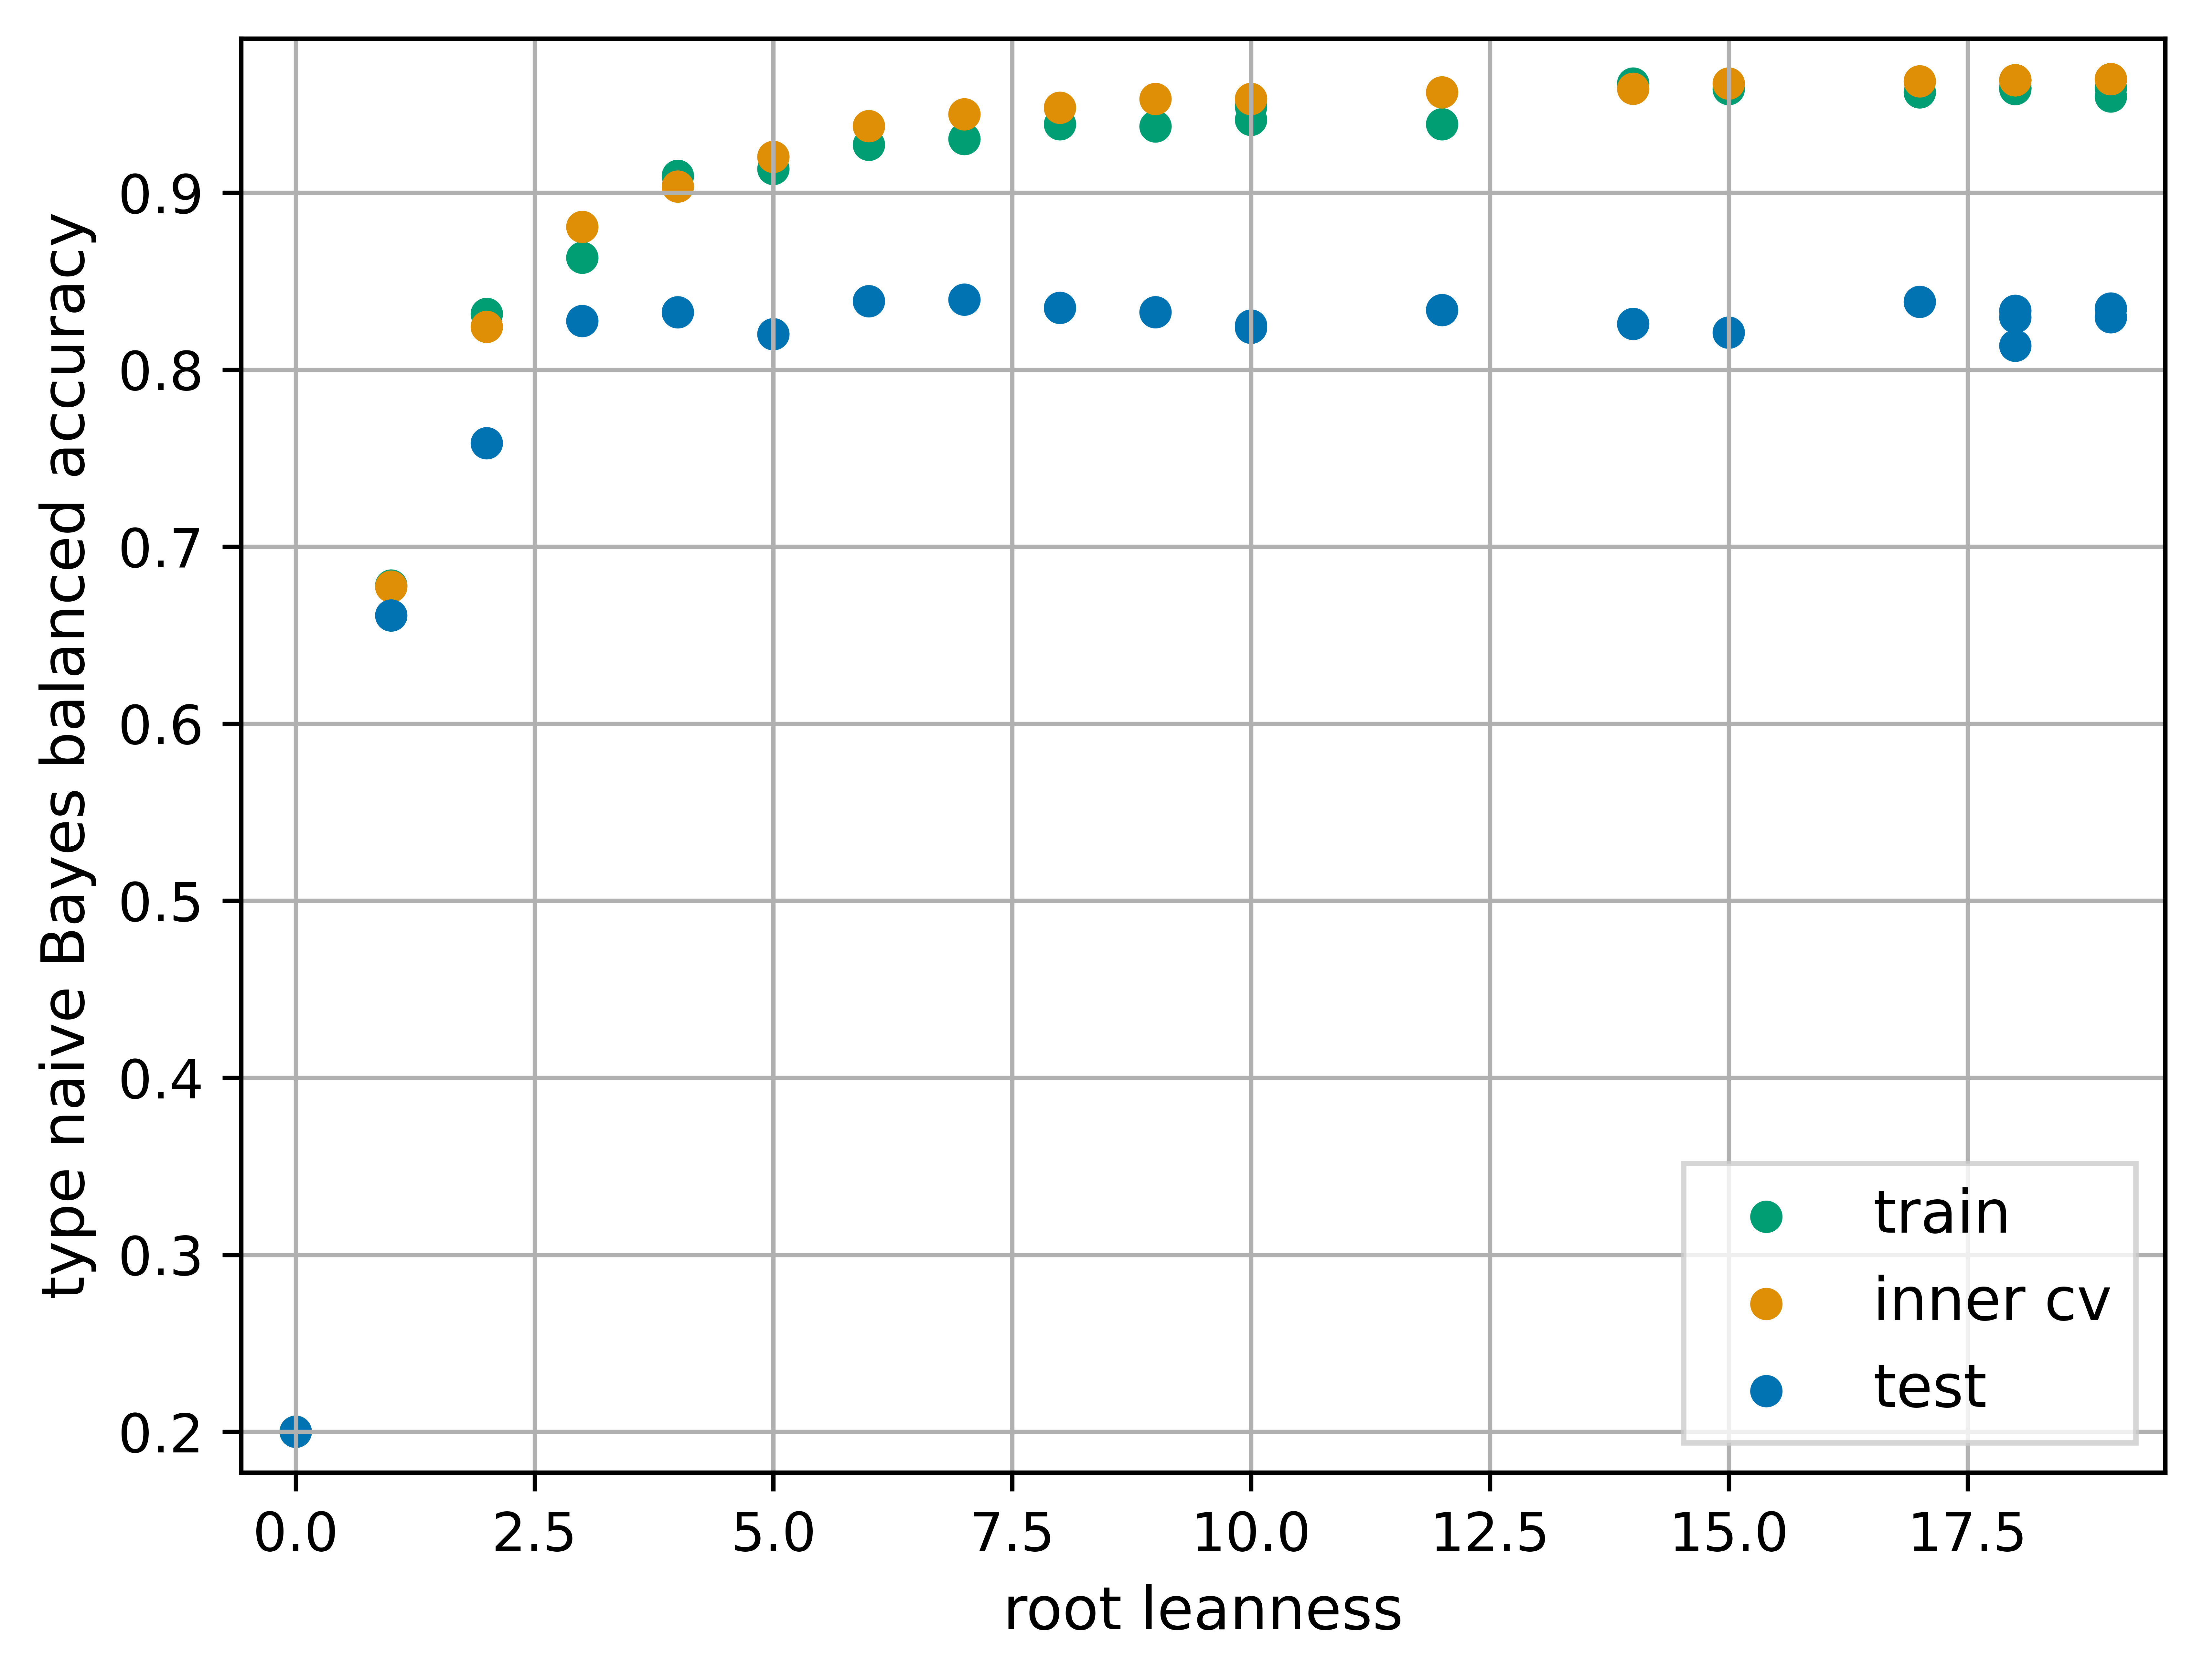 type naive Bayes balanced accuracy
0.9
0.8
0.7
0.6
0.5
0.4
0.3
0.2
train
inner cv
test
0.0 2.5 5.0 7.5 10.0 12.5 15.0 17.5
root leanness